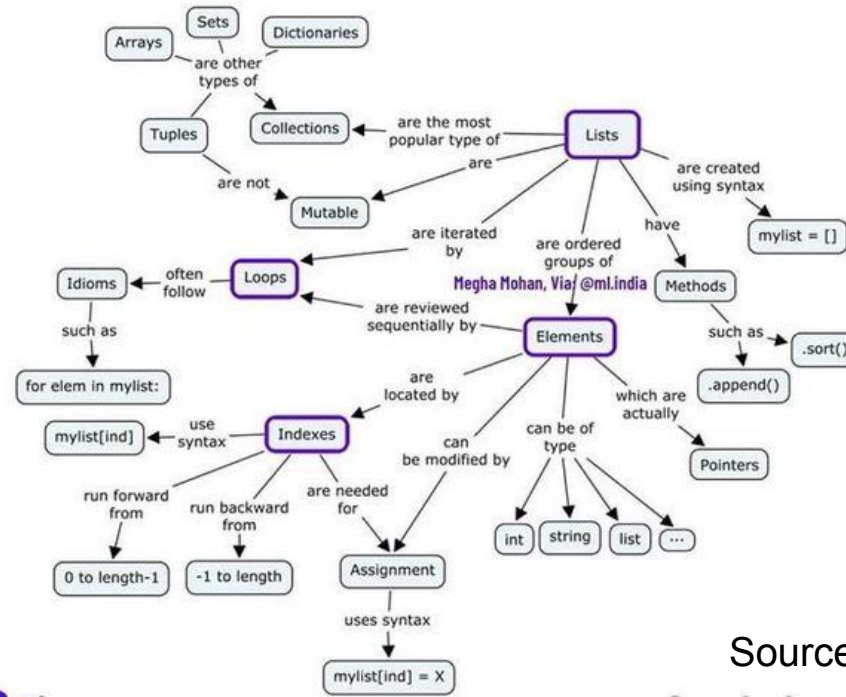 Sets
Arrays
Dictionaries
are other
types of
Tuples
Collections
are the most
popular type of
Lists
are
are not
Mutable
are created
using syntax
mylist = []
have
are iterated
by
are ordered
groups of
Megha Mohan, Via: @ml.india
Methods
Idioms
often
follow
Loops
such as
are reviewed
sequentially by
Elements
such as
.sort()
.append()
for elem in mylist:
are
located by
which are
actually
mylist[ind]
use
syntax
Indexes
can
be modified by
can be of
type
Pointers
run forward
from
run backward
from
are needed
for
int
string
list
...
0 to length-1
-1 to length
Assignment
uses syntax
mylist[ind] = X
Source